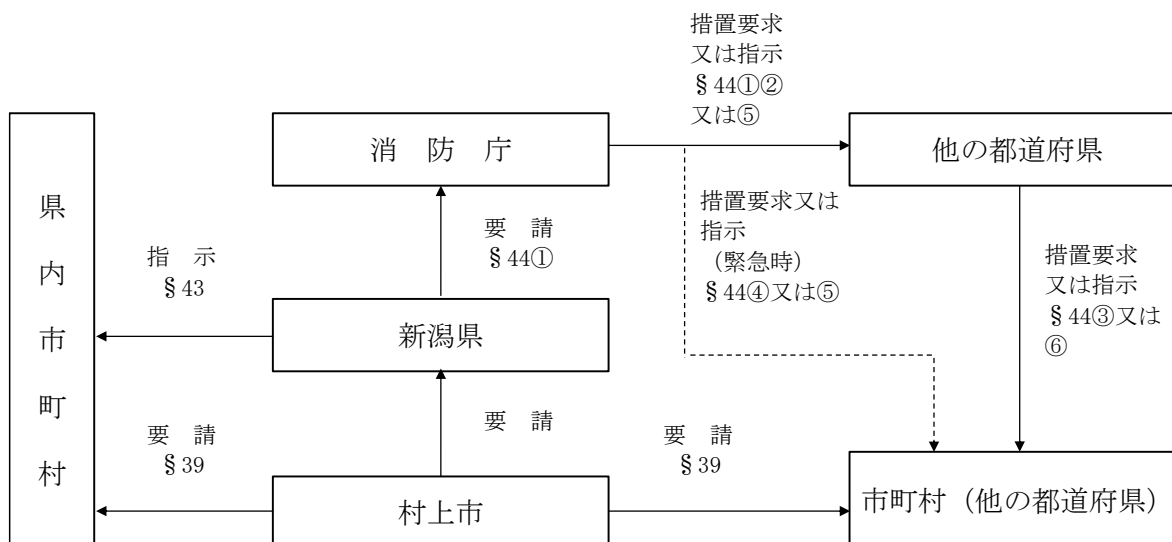 措置要求
又は指示
§44①②
又は⑤
消　防　庁
他の都道府県
県内市町村
指　示
§43
要　請
§44①
措置要求又は
指示
（緊急時）
§44④又は⑤
措置要求
又は指示
§44③又は
⑥
新潟県
要　請
§39
要　請
要　請
§39
村上市
市町村（他の都道府県）